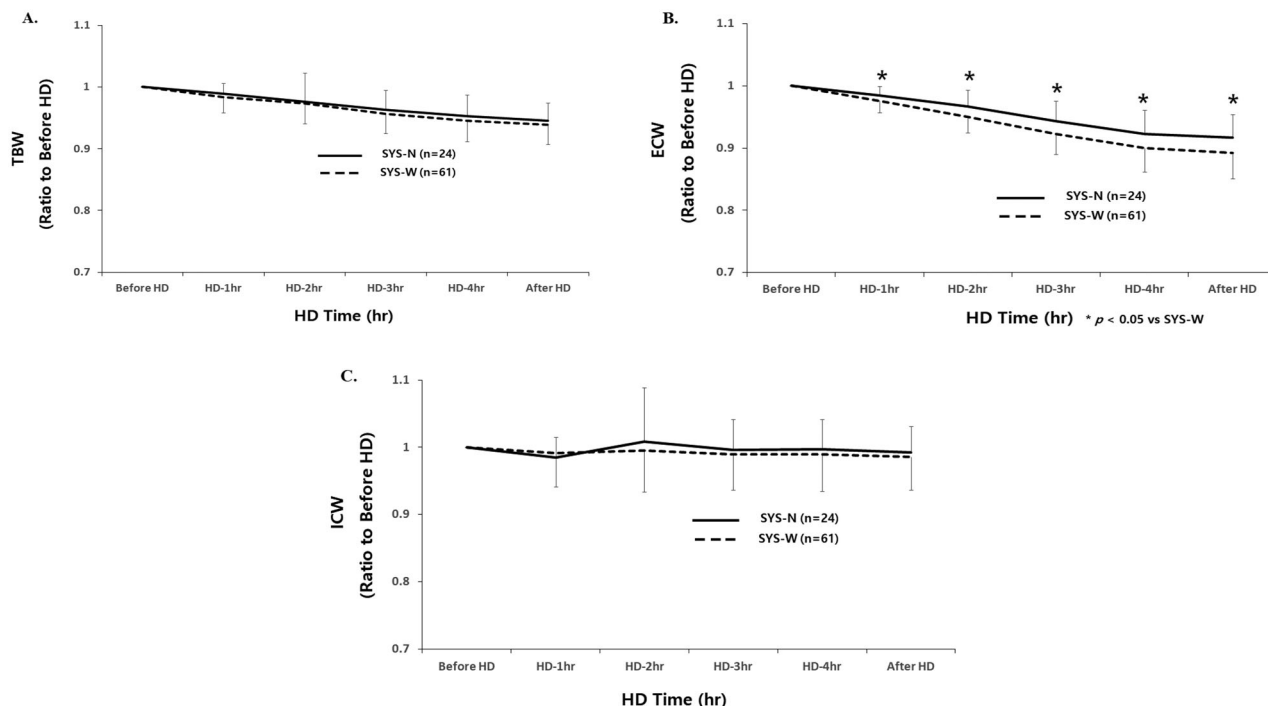 A.
TBW
(Ratio to Before HD)
1.1
1
0.9
0.8
0.7
SYS-N (n=24)
SYS-W (n=61)
Before HD HD-1hr HD-2hr HD-3hr HD-4hr After HD
HD Time (hr)
B.
ECW
(Ratio to Before HD)
1.1
1
0.9
0.8
0.7
* * * * *
SYS-N (n=24)
SYS-W (n=61)
Before HD HD-1hr HD-2hr HD-3hr HD-4hr After HD
HD Time (hr) * p < 0.05 vs SYS-W
C.
ICW
(Ratio to Before HD)
1.1
1
0.9
0.8
0.7
SYS-N (n=24)
SYS-W (n=61)
Before HD HD-1hr HD-2hr HD-3hr HD-4hr After HD
HD Time (hr)